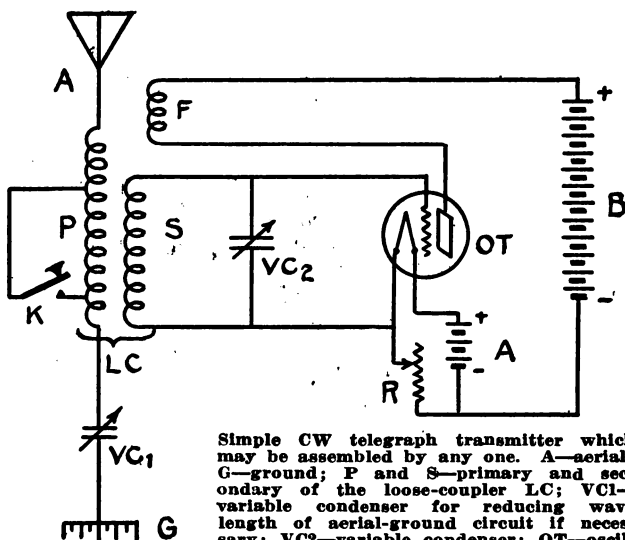 A
F
P
S
K
VC2
OT
B
+
-
+
A
-
R
LC
VC1
G
Simple CW telegraph transmitter whic
may be assembled by any one. A—aerial
G—ground; P and S—primary and sec
ondary of the loose-coupler LC; VC1—
variable condenser for reducing wav
length of aerial-ground circuit if neces
sary; VC2—variable condenser; OT—oscil